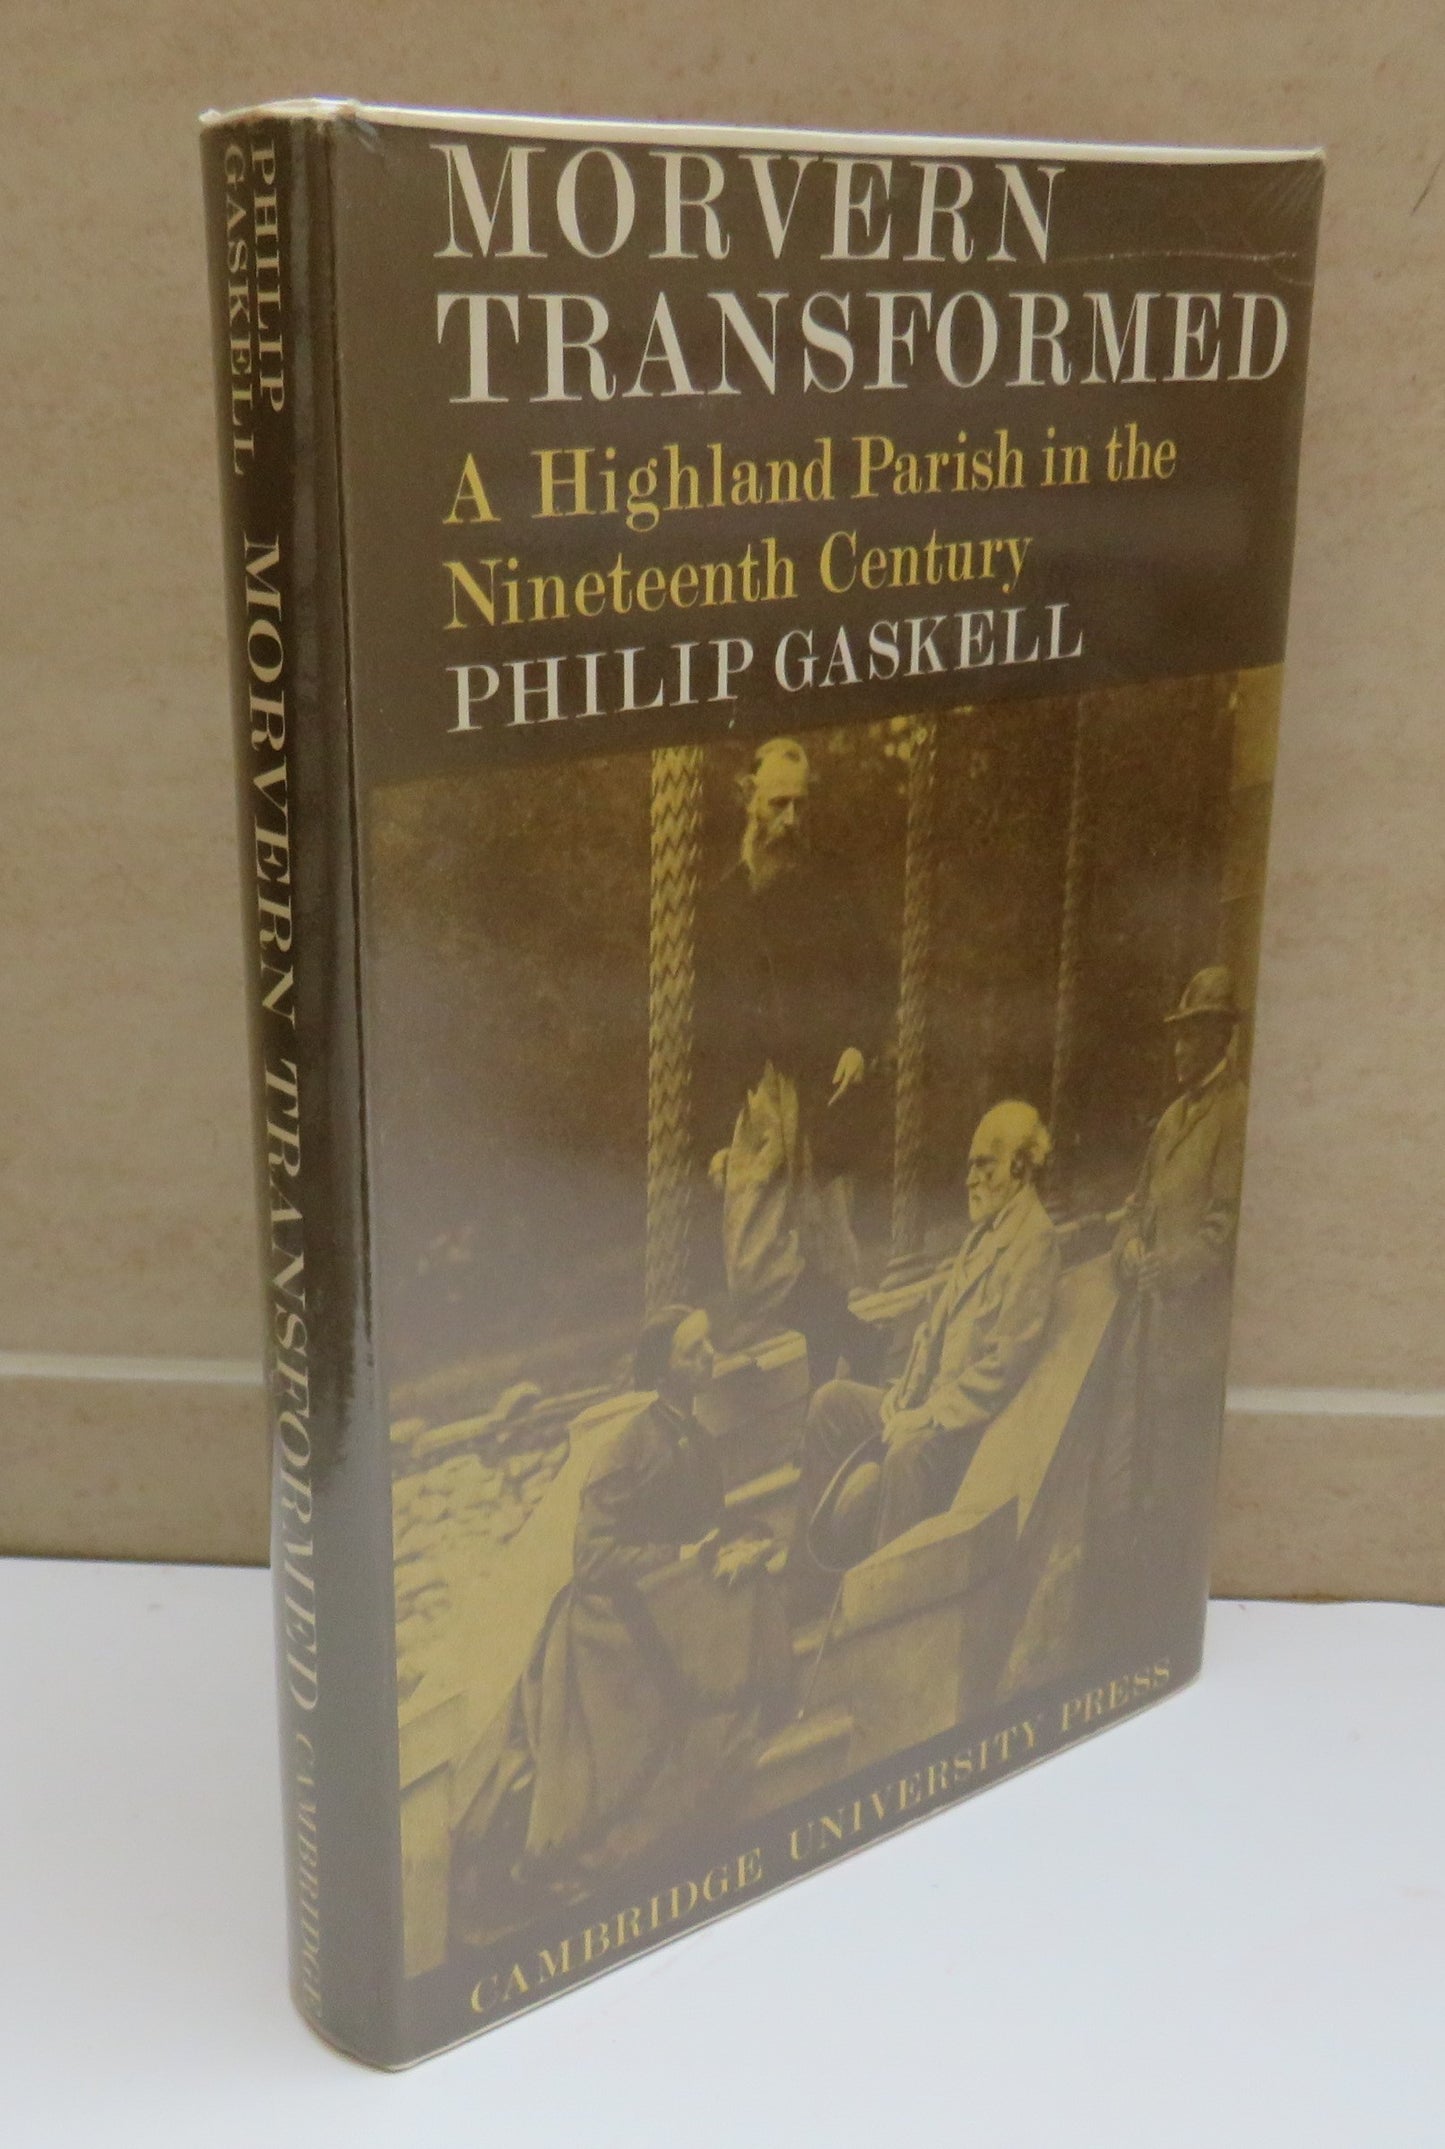 MORVERN
TRANSFORMED
A Highland Parish in the
Nineteenth Century
PHILIP GASKELL
CAMBRIDGE UNIVERSITY PRESS
PHILIP
GASKELL
MORVERN TRANSFORMED
CAMBRIDGE